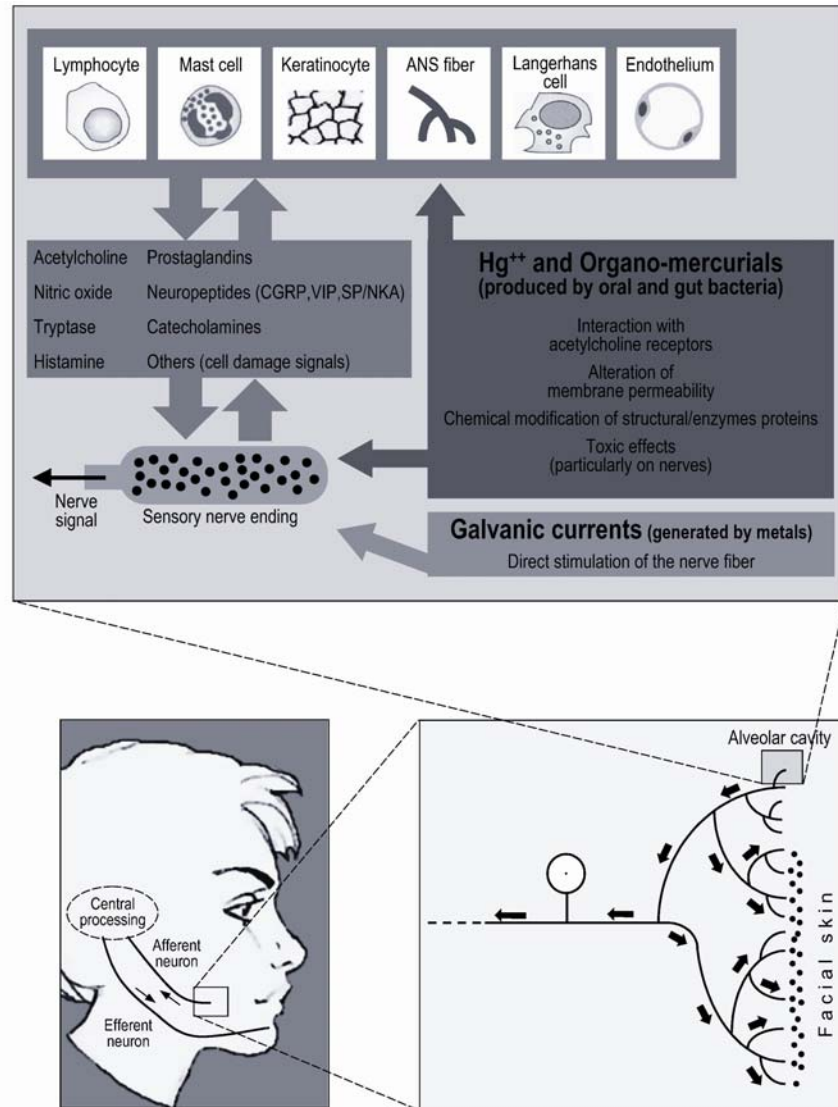 Lymphocyte
Mast cell
Keratinocyte
ANS fiber
Langerhans
cell
Endothelium
Acetylcholine Prostaglandins
Nitric oxide Neuropeptides (CGRP,VIP,SP/NKA)
Tryptase Catecholamines
Histamine Others (cell damage signals)
Hg++ and Organo-mercurials
(produced by oral and gut bacteria)
Interaction with
acetylcholine receptors
Alteration of
membrane permeability
Chemical modification of structural/enzymes proteins
Toxic effects
(particularly on nerves)
Nerve
signal
Sensory nerve ending
Galvanic currents (generated by metals)
Direct stimulation of the nerve fiber
Central
processing
Afferent
neuron
Efferent
neuron
Alveolar cavity
Facial skin